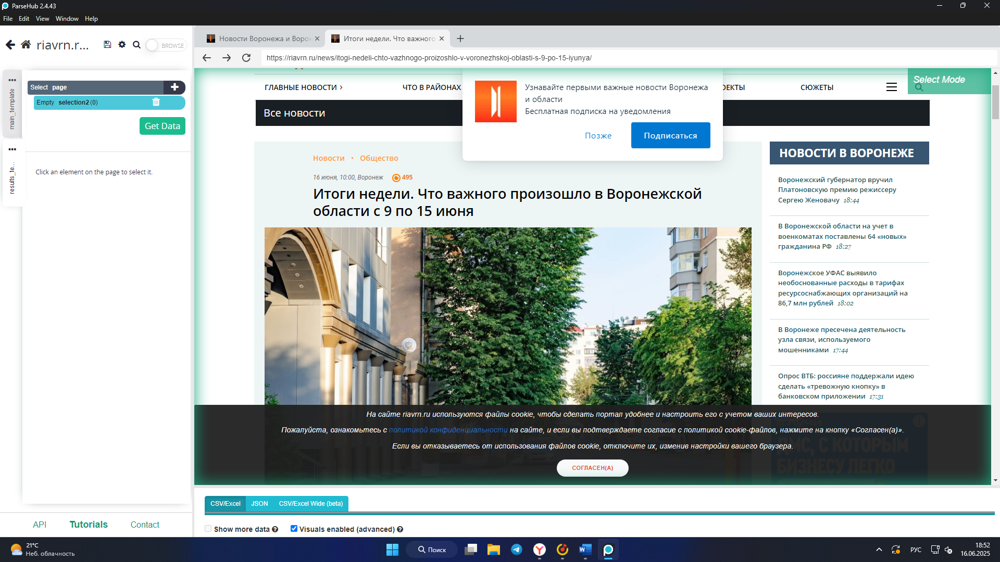 ParseHub 2.4.43
File Edit View Window Help
riavrn.r...
BROWSE
main_template
results_te...
Select page
Empty selection2 (0)
Get Data
Click an element on the page to select it.
API Tutorials Contact
Новости Воронежа и Ворон
Итоги недели. Что важного
https://riavrn.ru/news/itogi-nedeli-chto-vazhnogo-proizoshlo-v-voronezhskoj-oblasti-s-9-po-15-iyunya/
ГЛАВНЫЕ НОВОСТИ ›
ЧТО В РАЙОНАХ
ОЕКТЫ
СЮЖЕТЫ
Select Mode
Узнавайте первыми важные новости Воронежа
и области
Бесплатная подписка на уведомления
Позже
Подписаться
Все новости
Новости • Общество
16 июня, 10:00, Воронеж 495
Итоги недели. Что важного произошло в Воронежской
области с 9 по 15 июня
НОВОСТИ В ВОРОНЕЖЕ
Воронежский губернатор вручил
Платоновскую премию режиссеру
Сергею Женовачу 18:44
В Воронежской области на учет в
военкоматах поставлены 64 «новых»
гражданина РФ 18:27
Воронежское УФАС выявило
необоснованные расходы в тарифах
ресурсоснабжающих организаций на
86,7 млн рублей 18:02
В Воронеже пресечена деятельность
узла связи, используемого
мошенниками 17:44
Опрос ВТБ: россияне поддержали идею
сделать «тревожную кнопку» в
банковском приложении 17:31
На сайте riavrn.ru используются файлы cookie, чтобы сделать портал удобнее и настроить его с учетом ваших интересов.
Пожалуйста, ознакомьтесь с политикой конфиденциальности на сайте, и если вы подтверждаете согласие с политикой cookie-файлов, нажмите на кнопку «Согласен(а)».
Если вы отказываетесь от использования файлов cookie, отключите их, изменив настройки вашего браузера.
СОГЛАСЕН(А)
С КОТОРЫМ
БИЗНЕСУ ЛЕГКО
CSV/Excel JSON CSV/Excel Wide (beta)
Show more data
Visuals enabled (advanced)
21°C
Неб. облачность
Поиск
РУС
18:52
16.06.2025